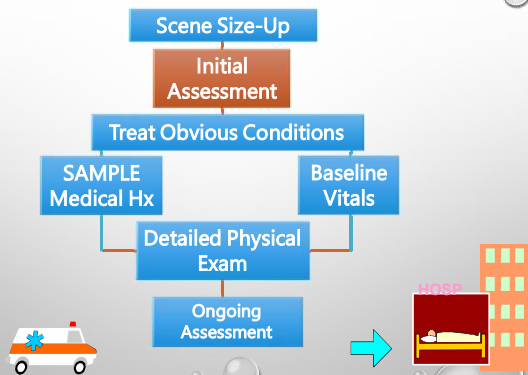 Scene Size-Up
Initial
Assessment
Treat Obvious Conditions
SAMPLE
Medical Hx
Baseline
Vitals
Detailed Physical
Exam
Ongoing
Assessment
HOSP